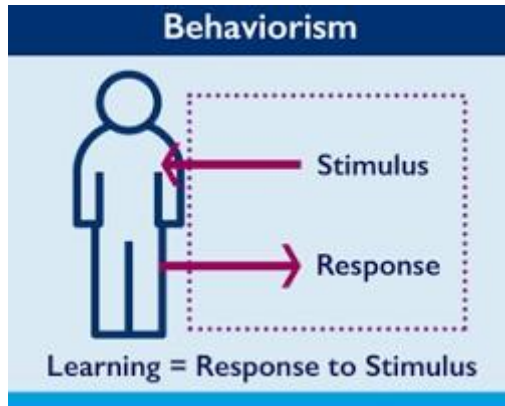 Behaviorism
Stimulus
Response
Learning = Response to Stimulus